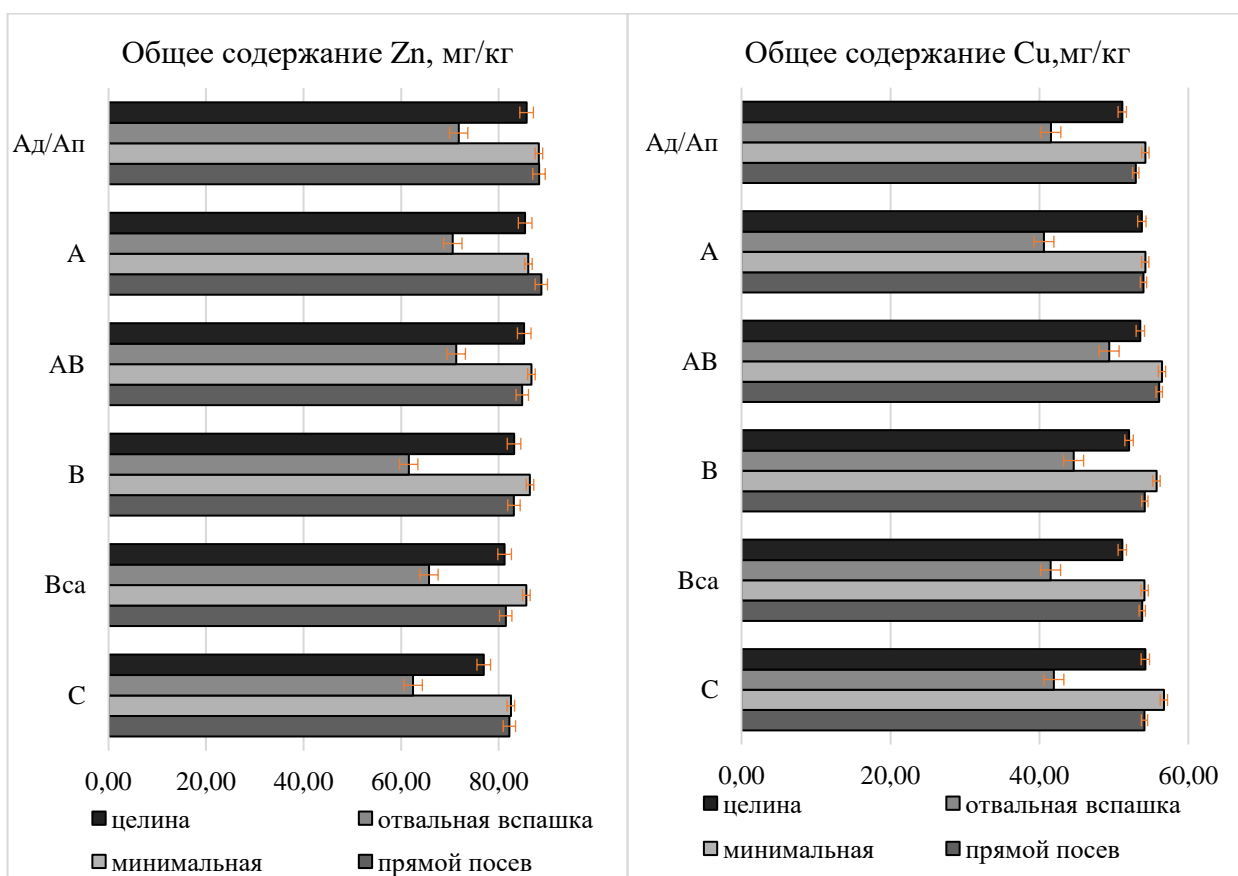 Общее содержание Zn, мг/кг
Ад/Ап
А
АВ
В
Вса
С
0,00 20,00 40,00 60,00 80,00
целина отвальная вспашка
минимальная прямой посев
Общее содержание Cu,мг/кг
Ад/Ап
А
АВ
В
Вса
С
0,00 20,00 40,00 60,00
целина отвальная вспашка
минимальная прямой посев